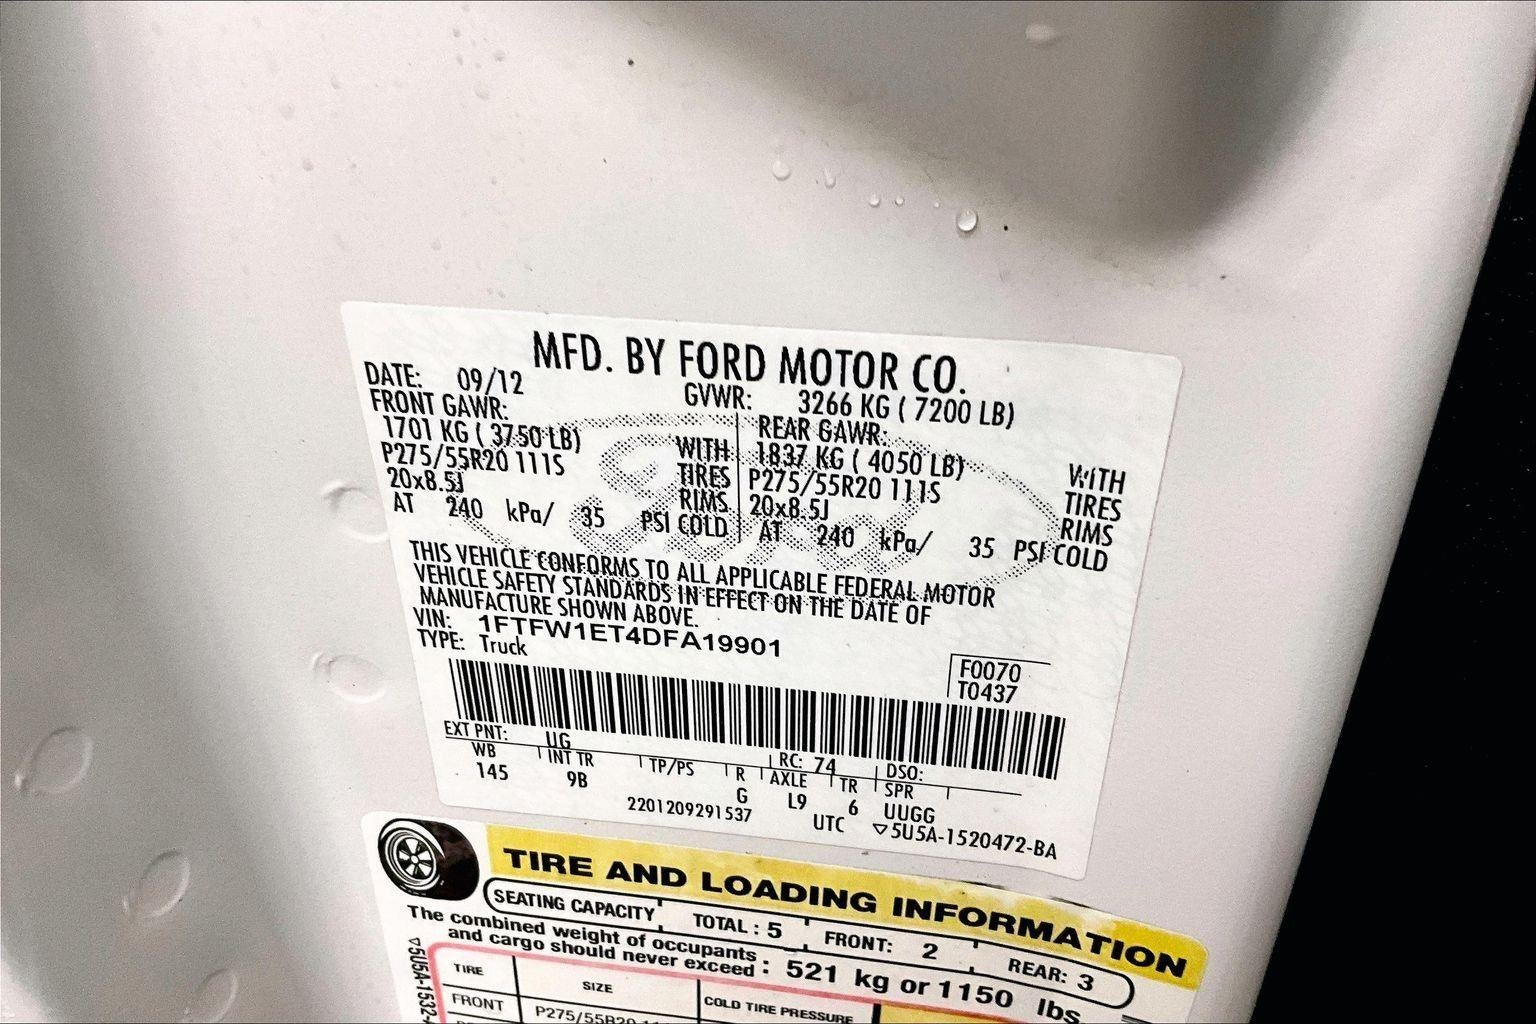 MFD. BY FORD MOTOR CO.
DATE: 09/12 GVWR: 3266 KG ( 7200 LB)
FRONT GAWR: REAR GAWR:
1701 KG ( 3750 LB) WITH 1837 KG ( 4050 LB) WITH
P275/55R20 111S TIRES P275/55R20 111S TIRES
20x8.5J RIMS 20x8.5J RIMS
AT 240 kPa/ 35 PSI COLD AT 240 kPa/ 35 PSI COLD
THIS VEHICLE CONFORMS TO ALL APPLICABLE FEDERAL MOTOR
VEHICLE SAFETY STANDARDS IN EFFECT ON THE DATE OF
MANUFACTURE SHOWN ABOVE.
VIN: 1FTFW1ET4DFA19901
TYPE: Truck
F0070
T0437
EXT PNT: UG RC: 74 DSO:
WB INT TR TP/PS R AXLE TR SPR
145 9B G L9 6 UUGG
2201209291537 UTC ▽5U5A-1520472-BA
TIRE AND LOADING INFORMATION
SEATING CAPACITY TOTAL : 5 FRONT: 2 REAR: 3
The combined weight of occupants
and cargo should never exceed : 521 kg or 1150 lbs.
▽5U5A-1532
TIRE SIZE COLD TIRE PRESSURE
FRONT P275/55R20